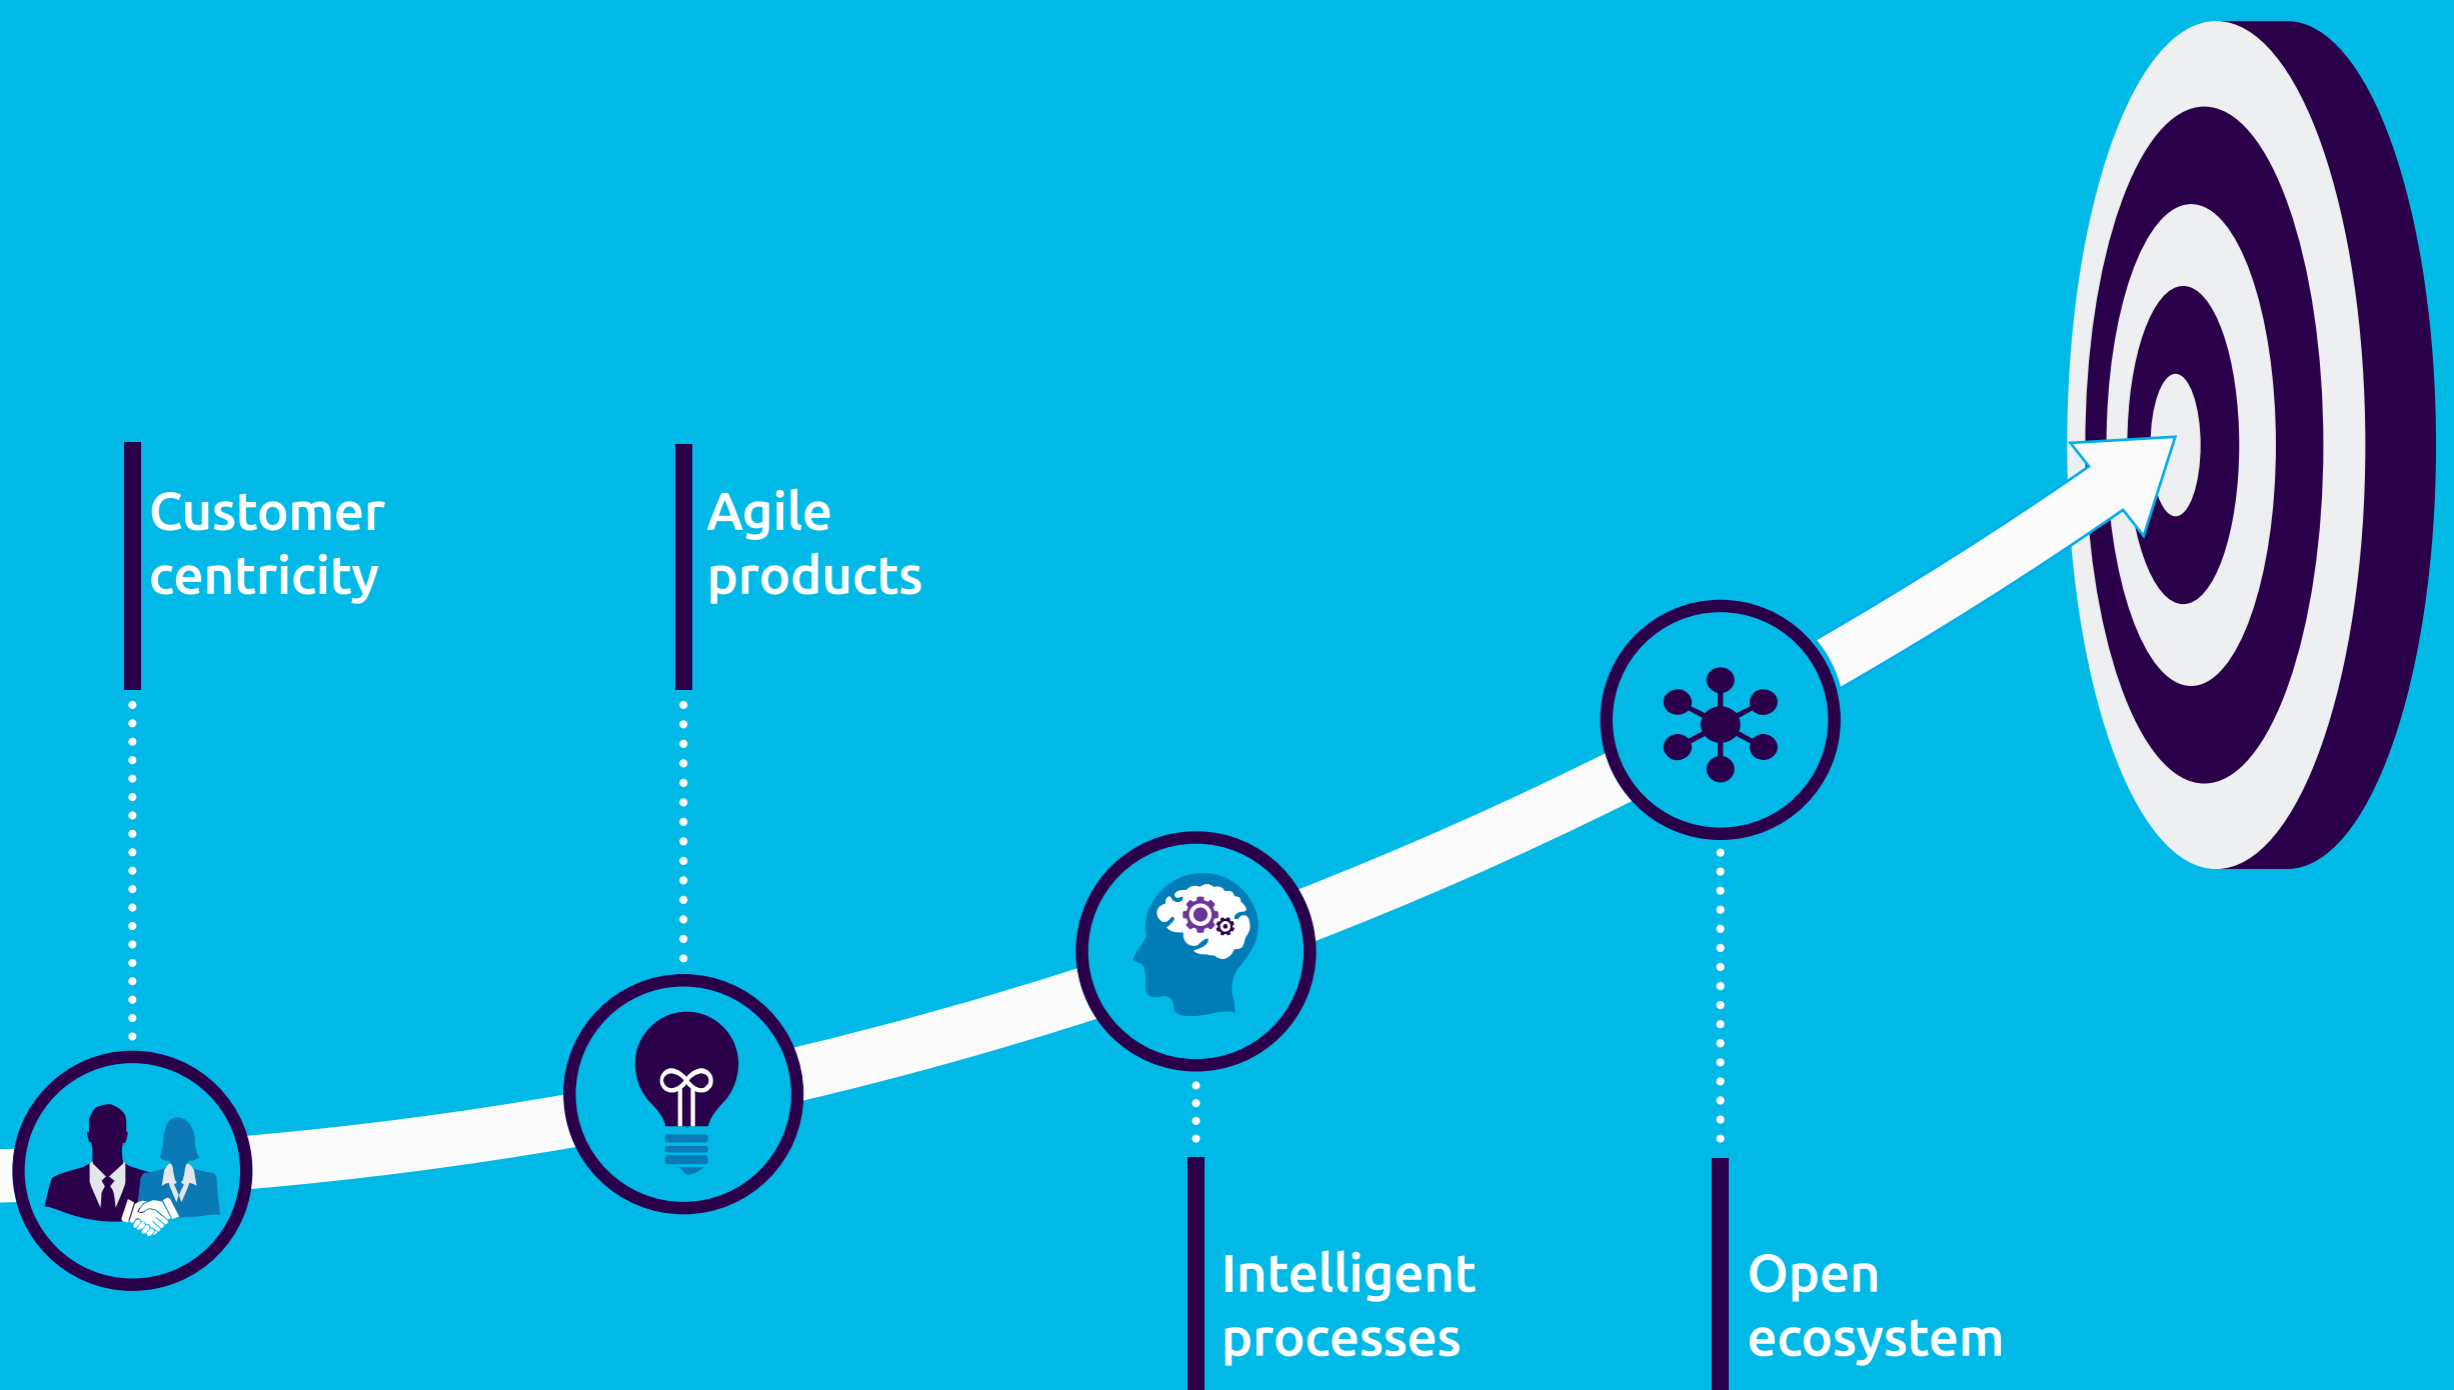 Customer
centricity
Agile
products
Intelligent
processes
Open
ecosystem